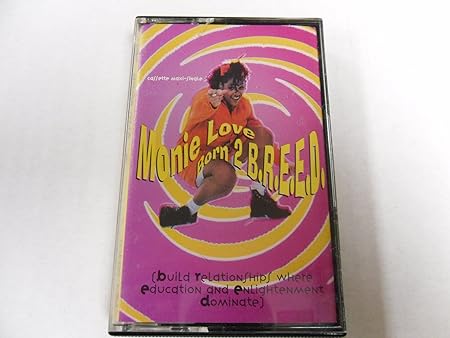 cassette maxi-single
Monie Love
Born 2 B.R.E.E.D.
(build relationships where
education and enlightenment
dominate)